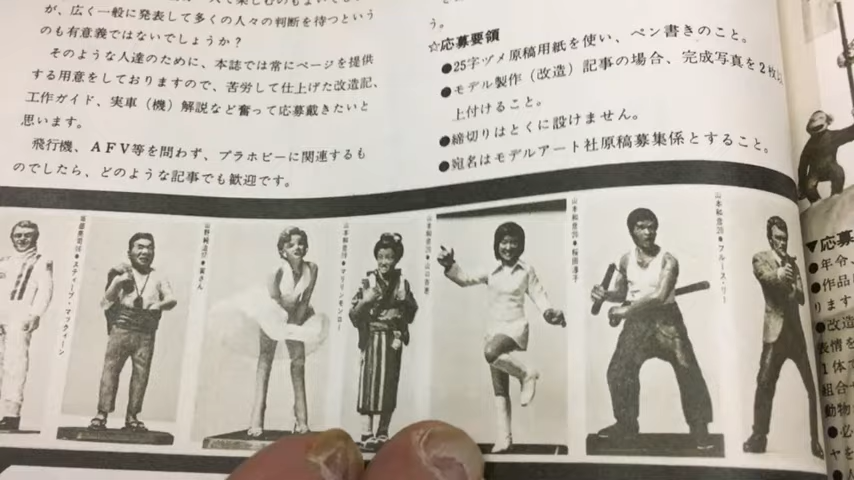 が、広く一般に発表して多くの人々の判断を待つという
のも有意義ではないでしょうか?
そのような人達のために、本誌では常にページを提供
する用意をしておりますので、苦労して仕上げた改造記、
工作ガイド、実車(機)解説など奮って応募戴きたいと
思います。
飛行機、AFV等を問わず、プラホビーに関連するも
のでしたら、どのような記事でも歓迎です。
う。
☆応募要領
●25字ヅメ原稿用紙を使い、ペン書きのこと。
●モデル製作(改造)記事の場合、完成写真を2枚以
上付けること。
●締切りはとくに設けません。
●宛名はモデルアート社原稿募集係とすること。
●スティーブ・マックィーン
●寅さん
●マリリンモンロー
●山口百恵
●桜田淳子
●ブルース・リー
▼応募
●年令、
●作品
ります
●改造
表情を
1体で
組合せ
動物
●必
ヤを